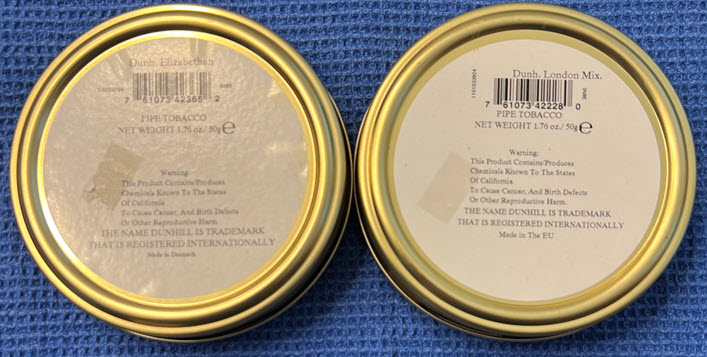 Dunh. Elizabethan
7 61073 42365 2
PIPE TOBACCO
NET WEIGHT 1.76 oz./ 50g e
Warning:
This Product Contains/Produces
Chemicals Known To The States
Of California
To Cause Cancer, And Birth Defects
Or Other Reproductive Harm.
THE NAME DUNHILL IS TRADEMARK
THAT IS REGISTERED INTERNATIONALLY
Made in Denmark
Dunh. London Mix.
7 61073 42228 0
PIPE TOBACCO
NET WEIGHT 1.76 oz./ 50g e
Warning:
This Product Contains/Produces
Chemicals Known To The States
Of California
To Cause Cancer, And Birth Defects
Or Other Reproductive Harm.
THE NAME DUNHILL IS TRADEMARK
THAT IS REGISTERED INTERNATIONALLY
Made in The EU